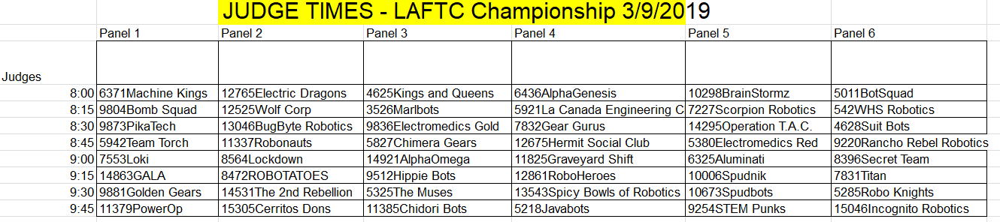 JUDGE TIMES - LAFTC Championship 3/9/2019
Panel 1 Panel 2 Panel 3 Panel 4 Panel 5 Panel 6
Judges
8:00 6371Machine Kings 12765Electric Dragons 4625Kings and Queens 6436AlphaGenesis 10298BrainStormz 5011BotSquad
8:15 9804Bomb Squad 12525Wolf Corp 3526Marlbots 5921La Canada Engineering C 7227Scorpion Robotics 542WHS Robotics
8:30 9873PikaTech 13046BugByte Robotics 9836Electromedics Gold 7832Gear Gurus 14295Operation T.A.C. 4628Suit Bots
8:45 5942Team Torch 11337Robonauts 5827Chimera Gears 12675Hermit Social Club 5380Electromedics Red 9220Rancho Rebel Robotics
9:00 7553Loki 8564Lockdown 14921AlphaOmega 11825Graveyard Shift 6325Aluminati 8396Secret Team
9:15 14863GALA 8472ROBOTATOES 9512Hippie Bots 12861RoboHeroes 10006Spudnik 7831Titan
9:30 9881Golden Gears 14531The 2nd Rebellion 5325The Muses 13543Spicy Bowls of Robotics 10673Spudbots 5285Robo Knights
9:45 11379PowerOp 15305Cerritos Dons 11385Chidori Bots 5218Javabots 9254STEM Punks 15046Incognito Robotics